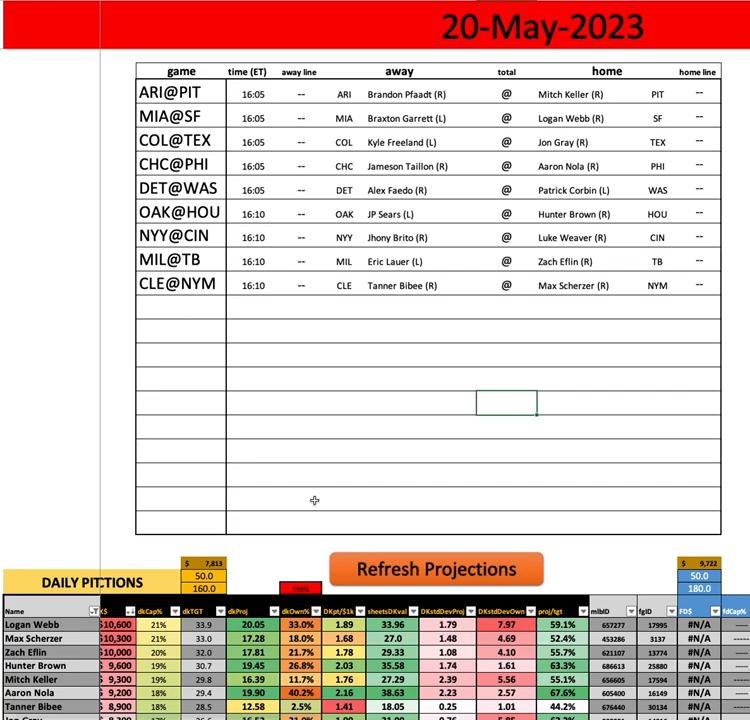 20-May-2023
game time (ET) away line away total home home line
ARI@PIT 16:05 -- ARI Brandon Pfaadt (R) @ Mitch Keller (R) PIT --
MIA@SF 16:05 -- MIA Braxton Garrett (L) @ Logan Webb (R) SF --
COL@TEX 16:05 -- COL Kyle Freeland (L) @ Jon Gray (R) TEX --
CHC@PHI 16:05 -- CHC Jameson Taillon (R) @ Aaron Nola (R) PHI --
DET@WAS 16:05 -- DET Alex Faedo (R) @ Patrick Corbin (L) WAS --
OAK@HOU 16:10 -- OAK JP Sears (L) @ Hunter Brown (R) HOU --
NYY@CIN 16:10 -- NYY Jhony Brito (R) @ Luke Weaver (R) CIN --
MIL@TB 16:10 -- MIL Eric Lauer (L) @ Zach Eflin (R) TB --
CLE@NYM 16:10 -- CLE Tanner Bibee (R) @ Max Scherzer (R) NYM --
$ 7,813 $ 9,722
Refresh Projections
50.0 50.0
160.0 180.0
Name K$ dkCap% dkTGT dkProj dkOwn% DKpt/$1k sheetsDKval DKstdDevProj DKstdDevOwn proj/tgt mlbID fgID FD$ fdCap%
Logan Webb $10,600 21% 33.9 20.05 33.0% 1.89 33.96 1.79 7.97 59.1% 657277 17995 #N/A
Max Scherzer $10,300 21% 33.0 17.28 18.0% 1.68 27.0 1.48 4.69 52.4% 453286 3137 #N/A
Zach Eflin $10,000 20% 32.0 17.81 21.7% 1.78 29.33 1.08 4.10 55.7% 621107 13774 #N/A
Hunter Brown $ 9,600 19% 30.7 19.45 26.8% 2.03 35.58 1.74 1.61 63.3% 686613 25880 #N/A
Mitch Keller $ 9,300 19% 29.8 16.39 11.7% 1.76 27.29 2.39 5.56 55.1% 656605 17594 #N/A
Aaron Nola $ 9,200 18% 29.4 19.90 40.2% 2.16 38.63 2.23 2.57 67.6% 605400 16149 #N/A
Tanner Bibee $ 8,900 18% 28.5 12.58 2.5% 1.41 18.05 0.25 1.01 44.2% 676440 30134 #N/A